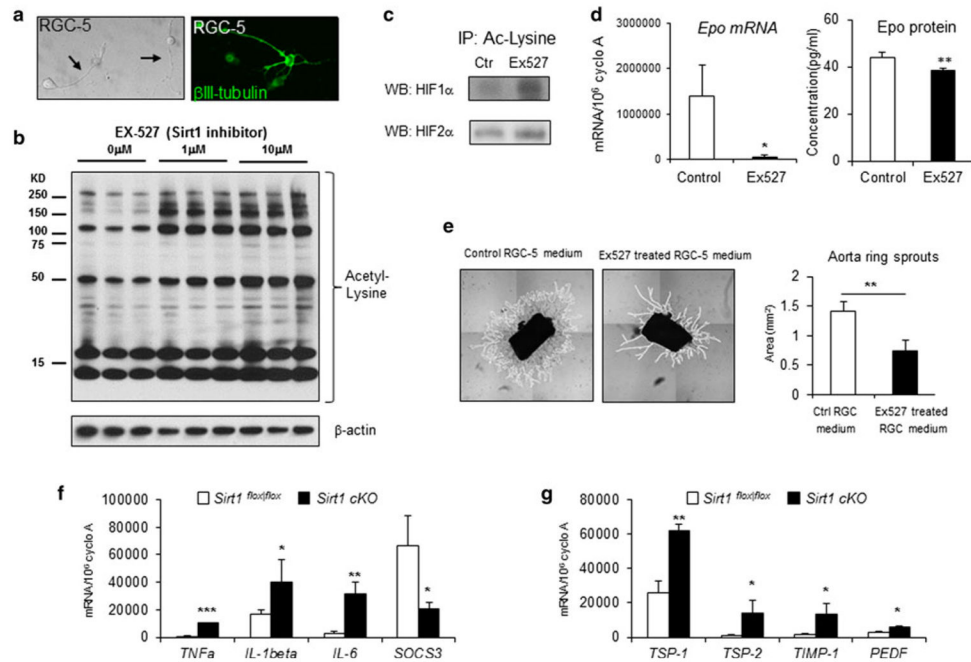 a
RGC-5
RGC-5
βIII-tubulin
b
EX-527 (Sirt1 inhibitor)
0μM 1μM 10μM
KD
250
150
100
75
50
15
Acetyl-
Lysine
β-actin
c
IP: Ac-Lysine
Ctr Ex527
WB: HIF1α
WB: HIF2α
d
Epo mRNA
mRNA/10⁶ cyclo A
3000000
2000000
1000000
0
*
Control Ex527
Epo protein
Concentration(pg/ml)
60
50
40
30
20
10
0
**
Control Ex527
e
Control RGC-5 medium
Ex527 treated RGC-5 medium
Aorta ring sprouts
Area (mm²)
2
1.5
1
0.5
0
**
Ctrl RGC medium
Ex527 treated RGC medium
f
Sirt1 flox|flox Sirt1 cKO
mRNA/10⁶ cyclo A
100000
80000
60000
40000
20000
0
*** * ** *
TNFa IL-1beta IL-6 SOCS3
g
Sirt1 flox|flox Sirt1 cKO
mRNA/10⁶ cyclo A
80000
60000
40000
20000
0
** * * *
TSP-1 TSP-2 TIMP-1 PEDF